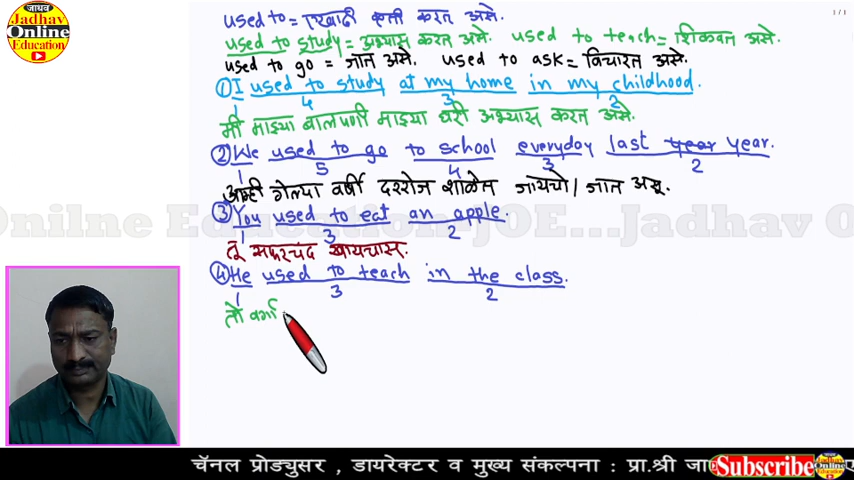 जाधव
Jadhav
Online
Education
1/1
used to = एखादी कृती करत असे.
used to study = अभ्यास करत असे. used to teach = शिकवत असे.
used to go = जात असे. used to ask = विचारत असे.
① I used to study at my home in my childhood.
1 4 3 2
मी माझ्या बालपणी माझ्या घरी अभ्यास करत असे.
② We used to go to school everyday last year year.
1 5 4 3 2
आम्ही गेल्या वर्षी दररोज शाळेत जायचो / जात असू.
Onilne Education JOE...Jadhav O
③ You used to eat an apple.
1 3 2
तू सफरचंद खायचास.
④ He used to teach in the class.
1 3 2
तो वर्गा
चॅनल प्रोड्युसर , डायरेक्टर व मुख्य संकल्पना : प्रा.श्री जा
Subscribe